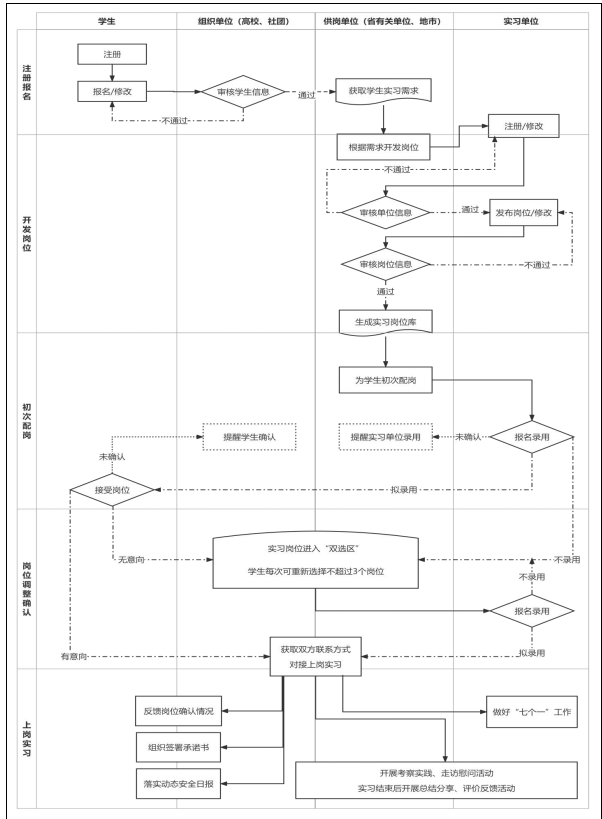 学生
组织单位（高校、社团）
供岗单位（省有关单位、地市）
实习单位
注册报名
注册
报名/修改
审核学生信息
通过
获取学生实习需求
不通过
开发岗位
根据需求开发岗位
注册/修改
不通过
审核单位信息
通过
发布岗位/修改
审核岗位信息
不通过
通过
生成实习岗位库
初次配岗
为学生初次配岗
提醒学生确认
提醒实习单位录用
未确认
报名录用
未确认
接受岗位
拟录用
岗位调整确认
实习岗位进入“双选区”
学生每次可重新选择不超过3个岗位
无意向
不录用
不录用
报名录用
有意向
获取双方联系方式
对接上岗实习
拟录用
上岗实习
反馈岗位确认情况
做好“七个一”工作
组织签署承诺书
落实动态安全日报
开展考察实践、走访慰问活动
实习结束后开展总结分享、评价反馈活动